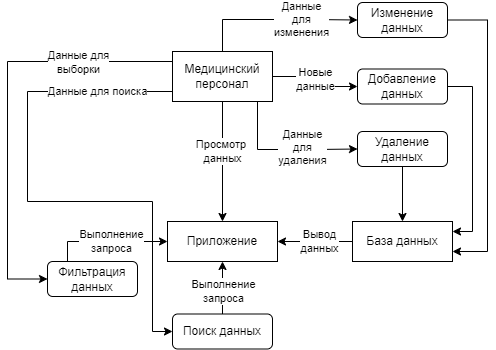 Данные
для
изменения
Изменение
данных
Данные для
выборки
Медицинский
персонал
Новые
данные
Добавление
данных
Данные для поиска
Просмотр
данных
Данные
для
удаления
Удаление
данных
Выполнение
запроса
Приложение
Вывод
данных
База данных
Фильтрация
данных
Выполнение
запроса
Поиск данных